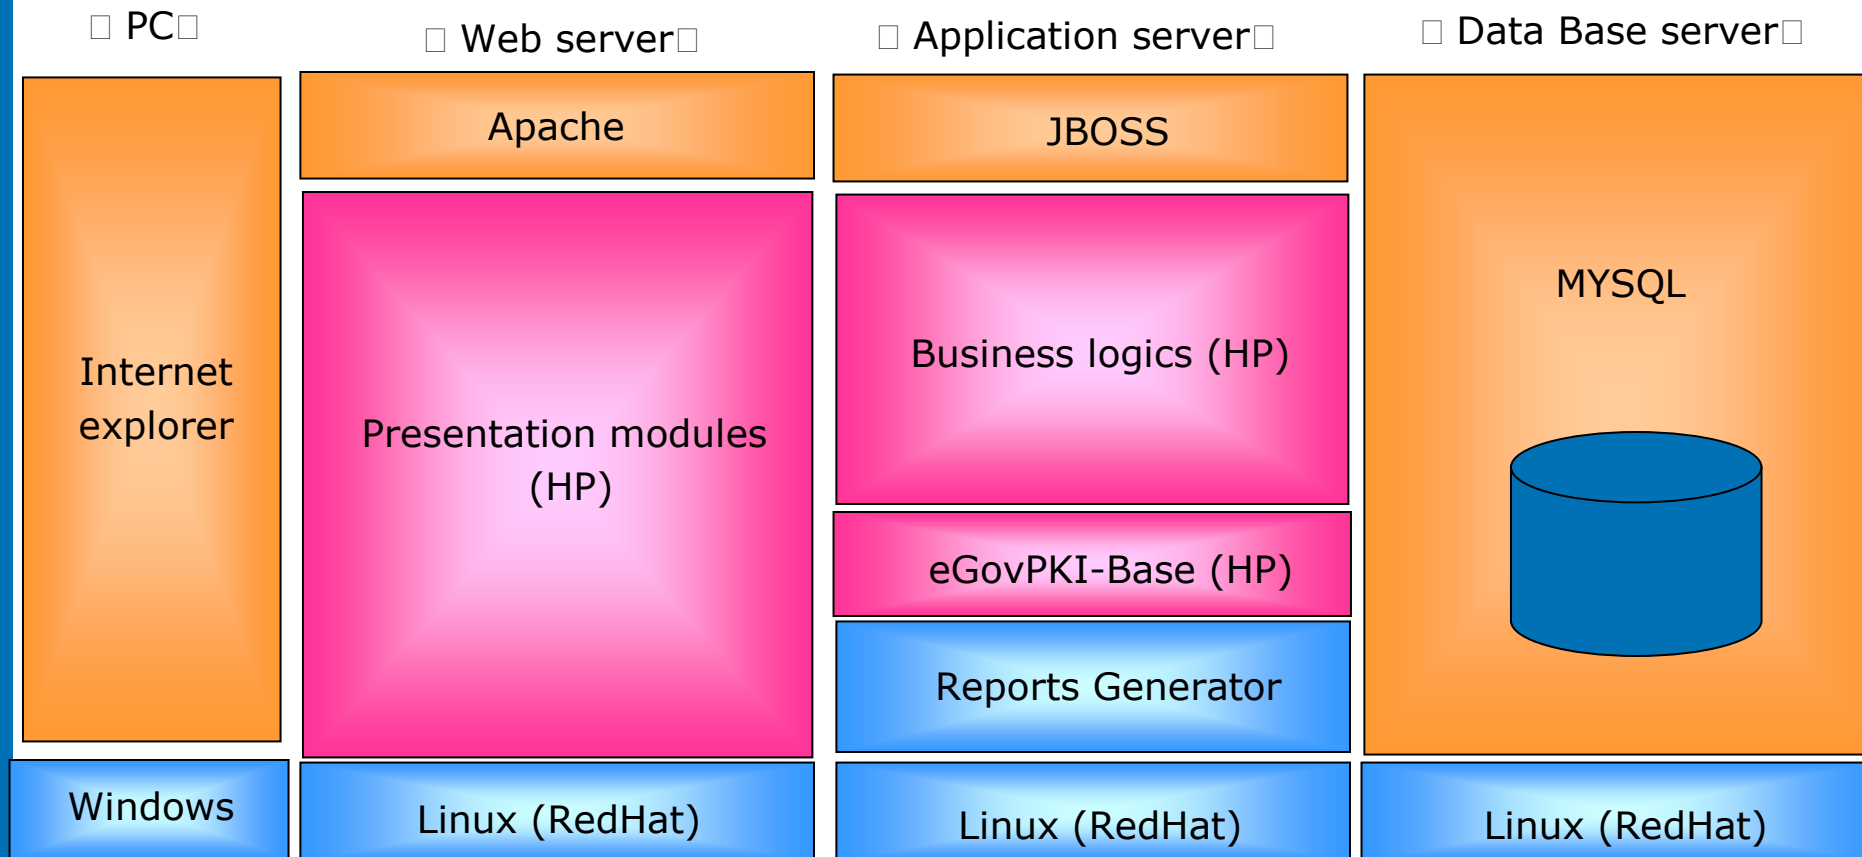 PC
Web server
Application server
Data Base server
Internet
explorer
Windows
Apache
Presentation modules
(HP)
Linux (RedHat)
JBOSS
Business logics (HP)
eGovPKI-Base (HP)
Reports Generator
Linux (RedHat)
MYSQL
Linux (RedHat)